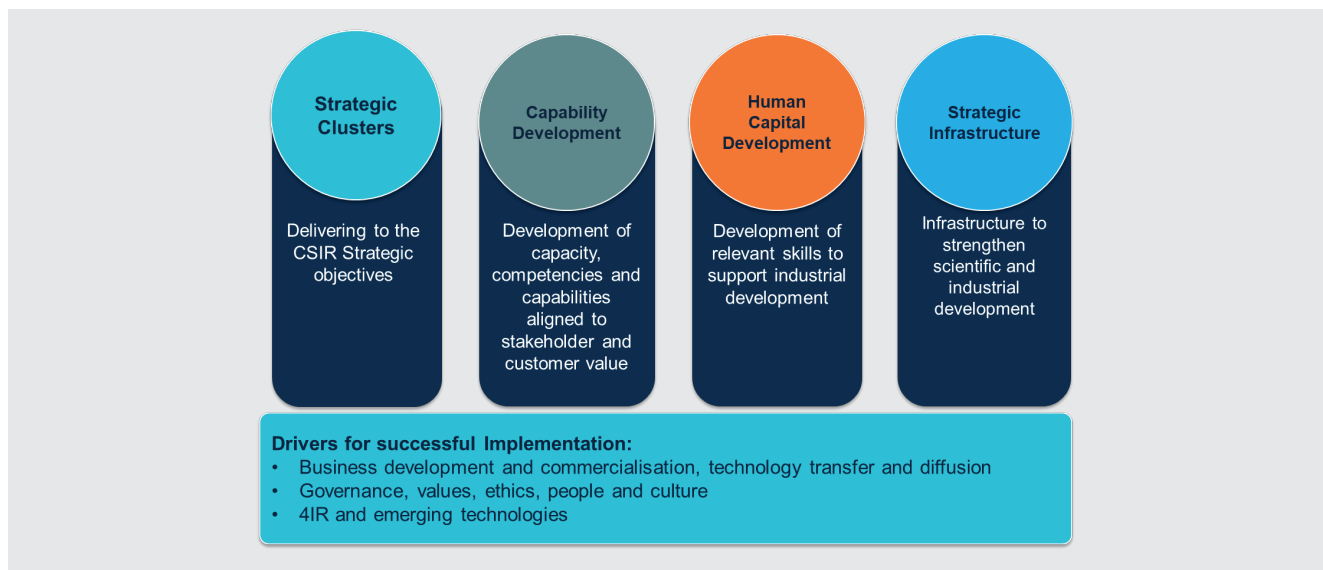 Strategic
Clusters
Delivering to the
CSIR Strategic
objectives
Capability
Development
Development of
capacity,
competencies and
capabilities
aligned to
stakeholder and
customer value
Human
Capital
Development
Development of
relevant skills to
support industrial
development
Strategic
Infrastructure
Infrastructure to
strengthen
scientific and
industrial
development
Drivers for successful Implementation:
• Business development and commercialisation, technology transfer and diffusion
• Governance, values, ethics, people and culture
• 4IR and emerging technologies